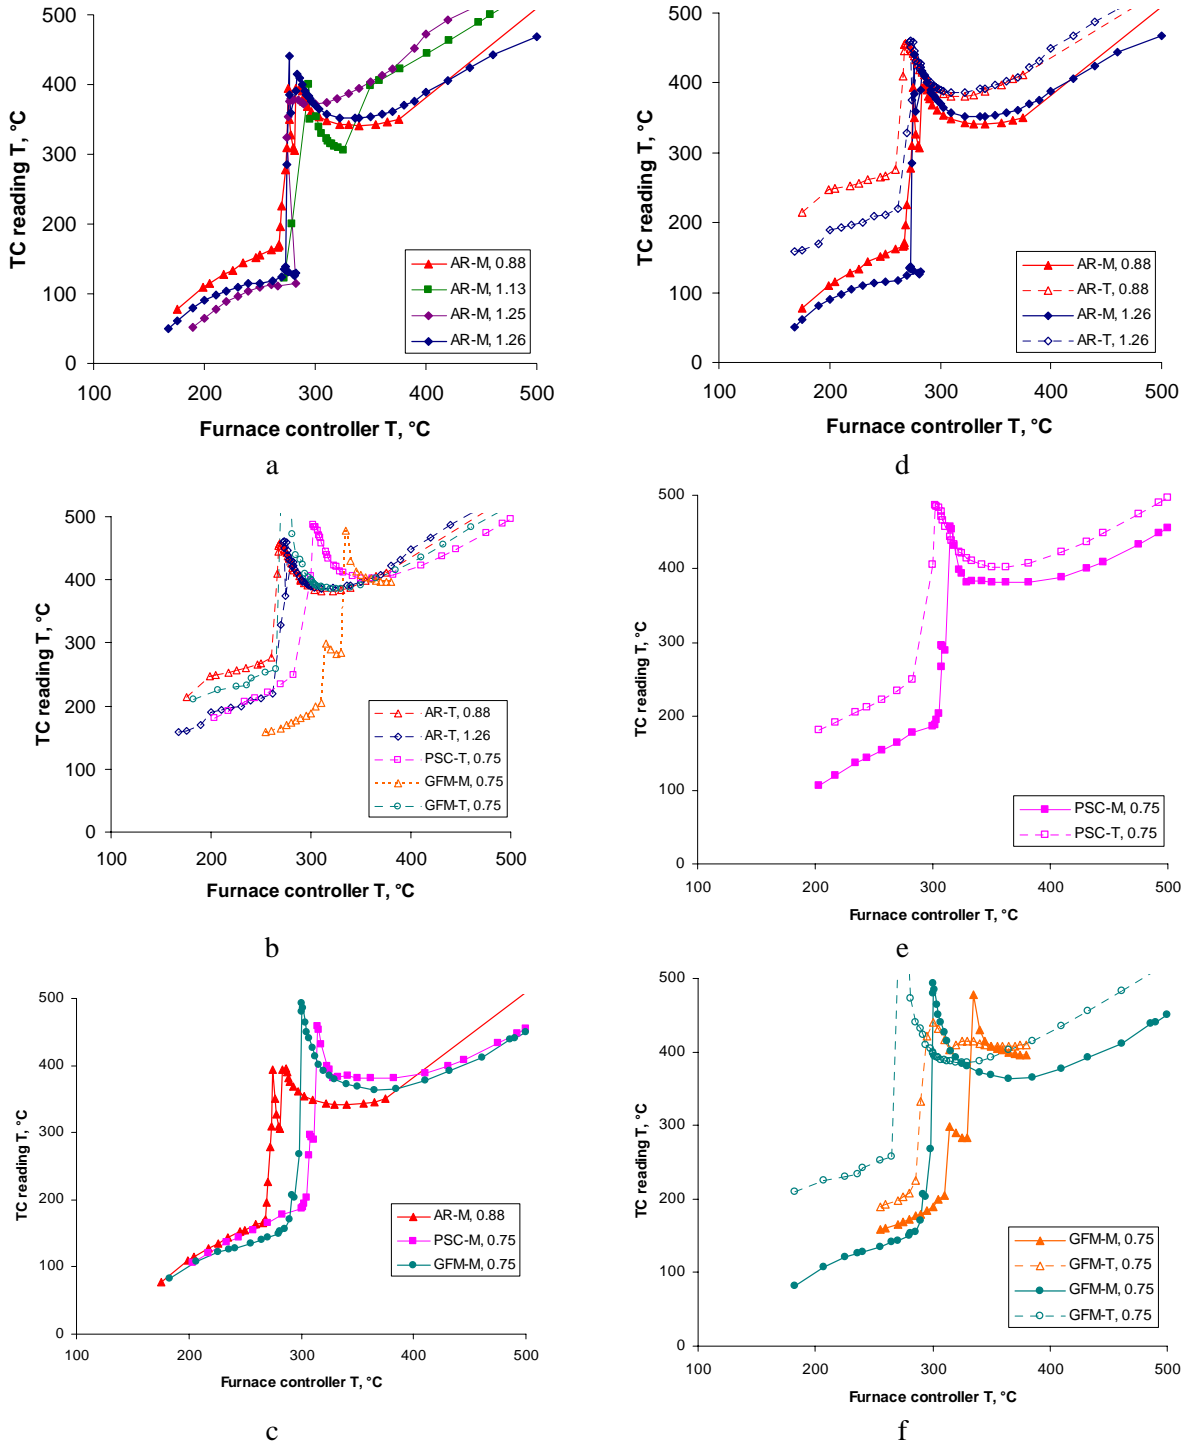 500
400
300
200
100
0
TC reading T, °C
AR-M, 0.88
AR-M, 1.13
AR-M, 1.25
AR-M, 1.26
100 200 300 400 500
Furnace controller T, °C
a
500
400
300
200
100
0
TC reading T, °C
AR-M, 0.88
AR-T, 0.88
AR-M, 1.26
AR-T, 1.26
100 200 300 400 500
Furnace controller T, °C
d
500
400
300
200
100
0
TC reading T, °C
AR-T, 0.88
AR-T, 1.26
PSC-T, 0.75
GFM-M, 0.75
GFM-T, 0.75
100 200 300 400 500
Furnace controller T, °C
b
500
400
300
200
100
0
TC reading T, °C
PSC-M, 0.75
PSC-T, 0.75
100 200 300 400 500
Furnace controller T, °C
e
500
400
300
200
100
0
TC reading T, °C
AR-M, 0.88
PSC-M, 0.75
GFM-M, 0.75
100 200 300 400 500
Furnace controller T, °C
c
500
400
300
200
100
0
TC reading T, °C
GFM-M, 0.75
GFM-T, 0.75
GFM-M, 0.75
GFM-T, 0.75
100 200 300 400 500
Furnace controller T, °C
f